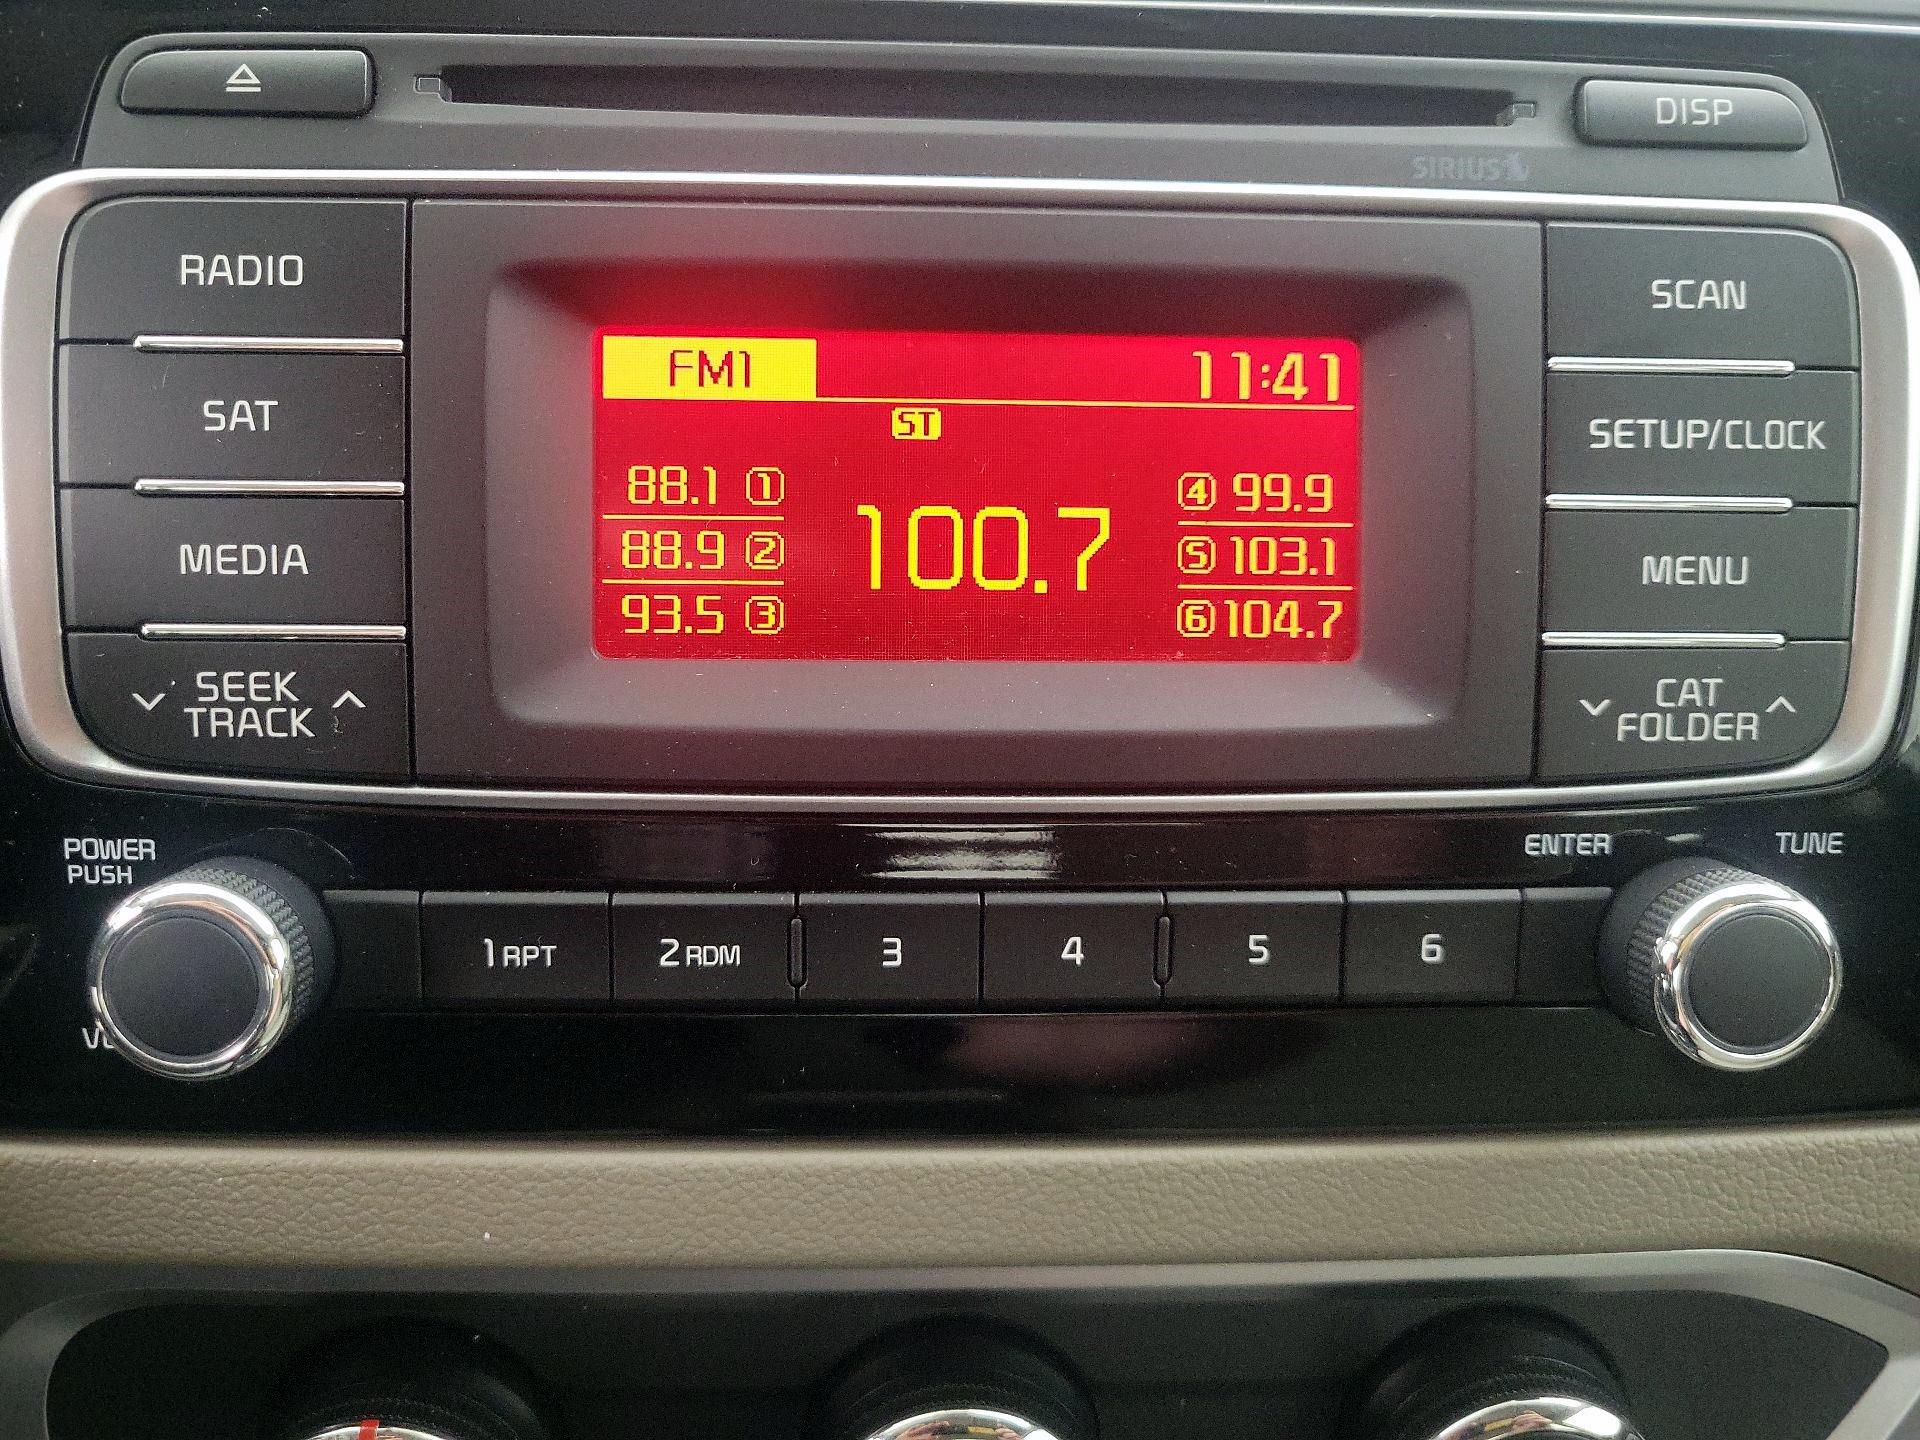 DISP
SIRIUS
RADIO
SAT
MEDIA
SEEK
TRACK
FM1 11:41
ST
88.1 1
88.9 2
93.5 3
100.7
4 99.9
5 103.1
6 104.7
SCAN
SETUP/CLOCK
MENU
CAT
FOLDER
POWER
PUSH
ENTER
TUNE
1 RPT
2 RDM
3
4
5
6